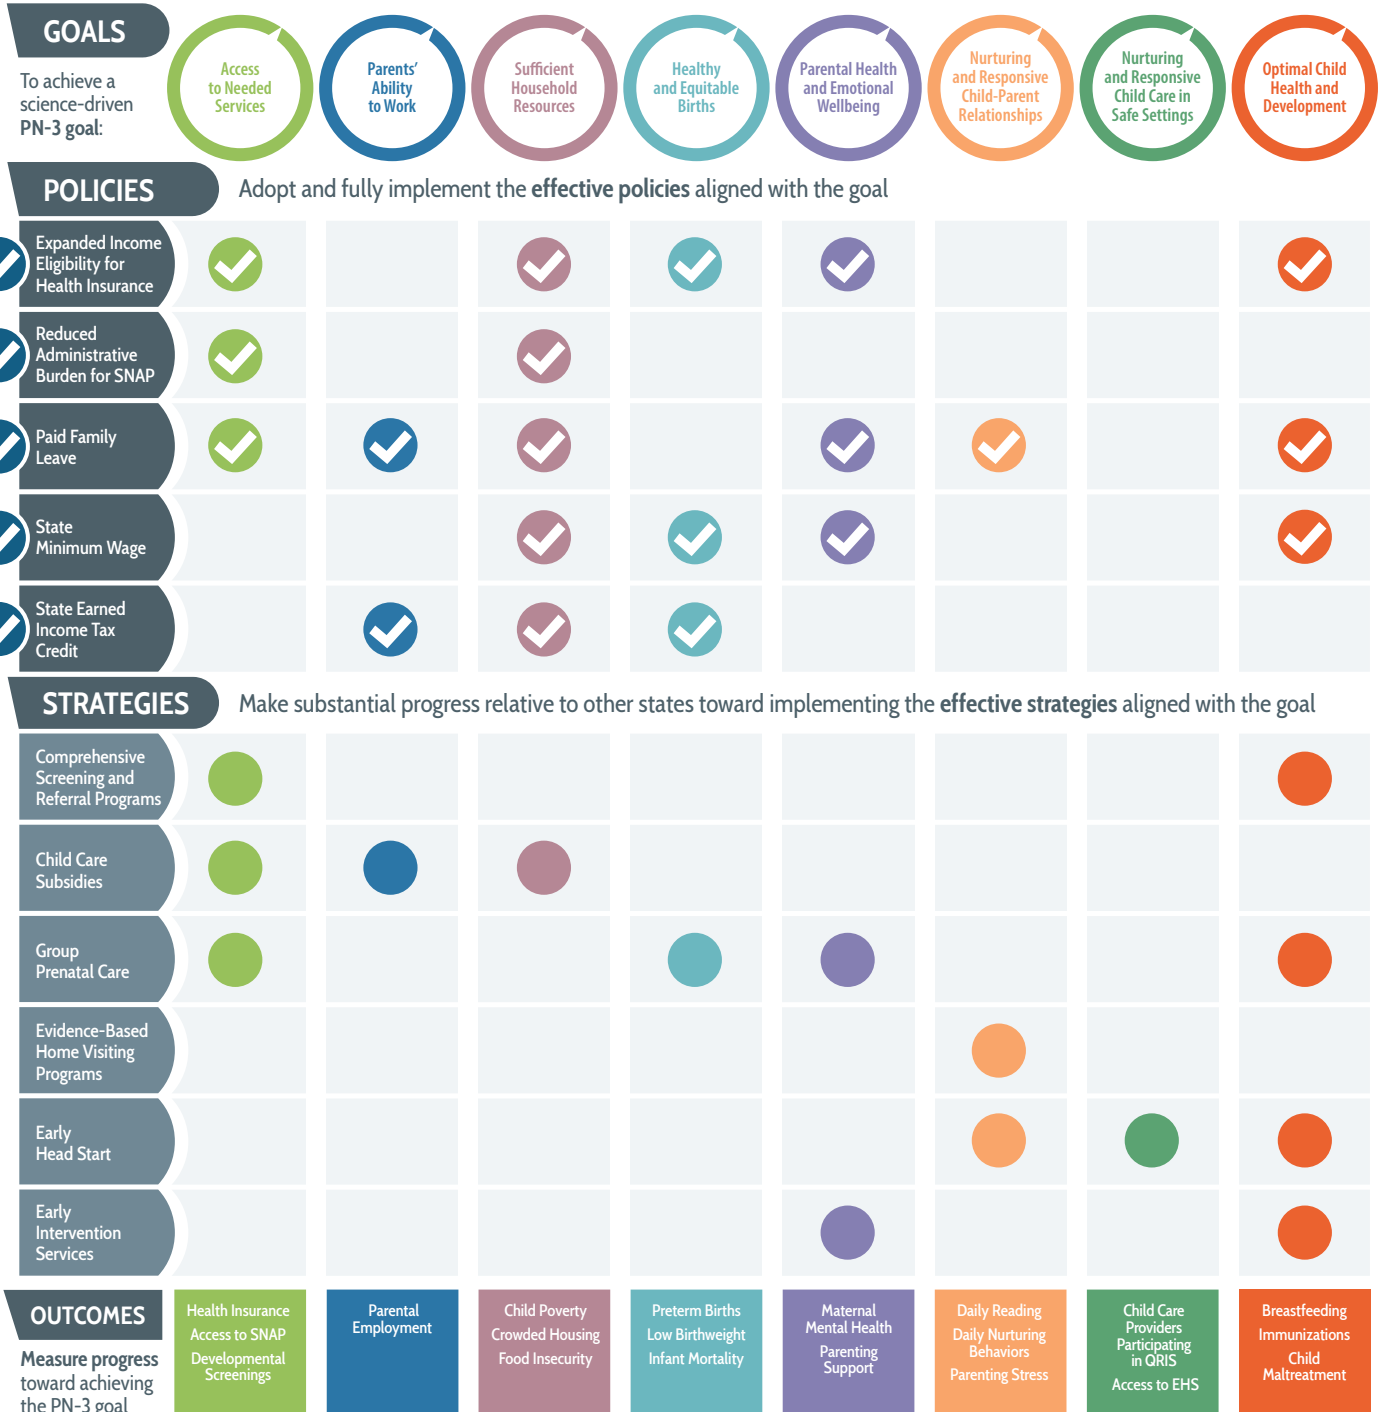 GOALS
To achieve a
science-driven
PN-3 goal:
Access
to Needed
Services
Parents'
Ability
to Work
Sufficient
Household
Resources
Healthy
and Equitable
Births
Parental Health
and Emotional
Wellbeing
Nurturing
and Responsive
Child-Parent
Relationships
Nurturing
and Responsive
Child Care in
Safe Settings
Optimal Child
Health and
Development
POLICIES
Adopt and fully implement the effective policies aligned with the goal
Expanded Income
Eligibility for
Health Insurance
Reduced
Administrative
Burden for SNAP
Paid Family
Leave
State
Minimum Wage
State Earned
Income Tax
Credit
STRATEGIES
Make substantial progress relative to other states toward implementing the effective strategies aligned with the goal
Comprehensive
Screening and
Referral Programs
Child Care
Subsidies
Group
Prenatal Care
Evidence-Based
Home Visiting
Programs
Early
Head Start
Early
Intervention
Services
OUTCOMES
Measure progress
toward achieving
the PN-3 goal
Health Insurance
Access to SNAP
Developmental
Screenings
Parental
Employment
Child Poverty
Crowded Housing
Food Insecurity
Preterm Births
Low Birthweight
Infant Mortality
Maternal
Mental Health
Parenting
Support
Daily Reading
Daily Nurturing
Behaviors
Parenting Stress
Child Care
Providers
Participating
in QRIS
Access to EHS
Breastfeeding
Immunizations
Child
Maltreatment